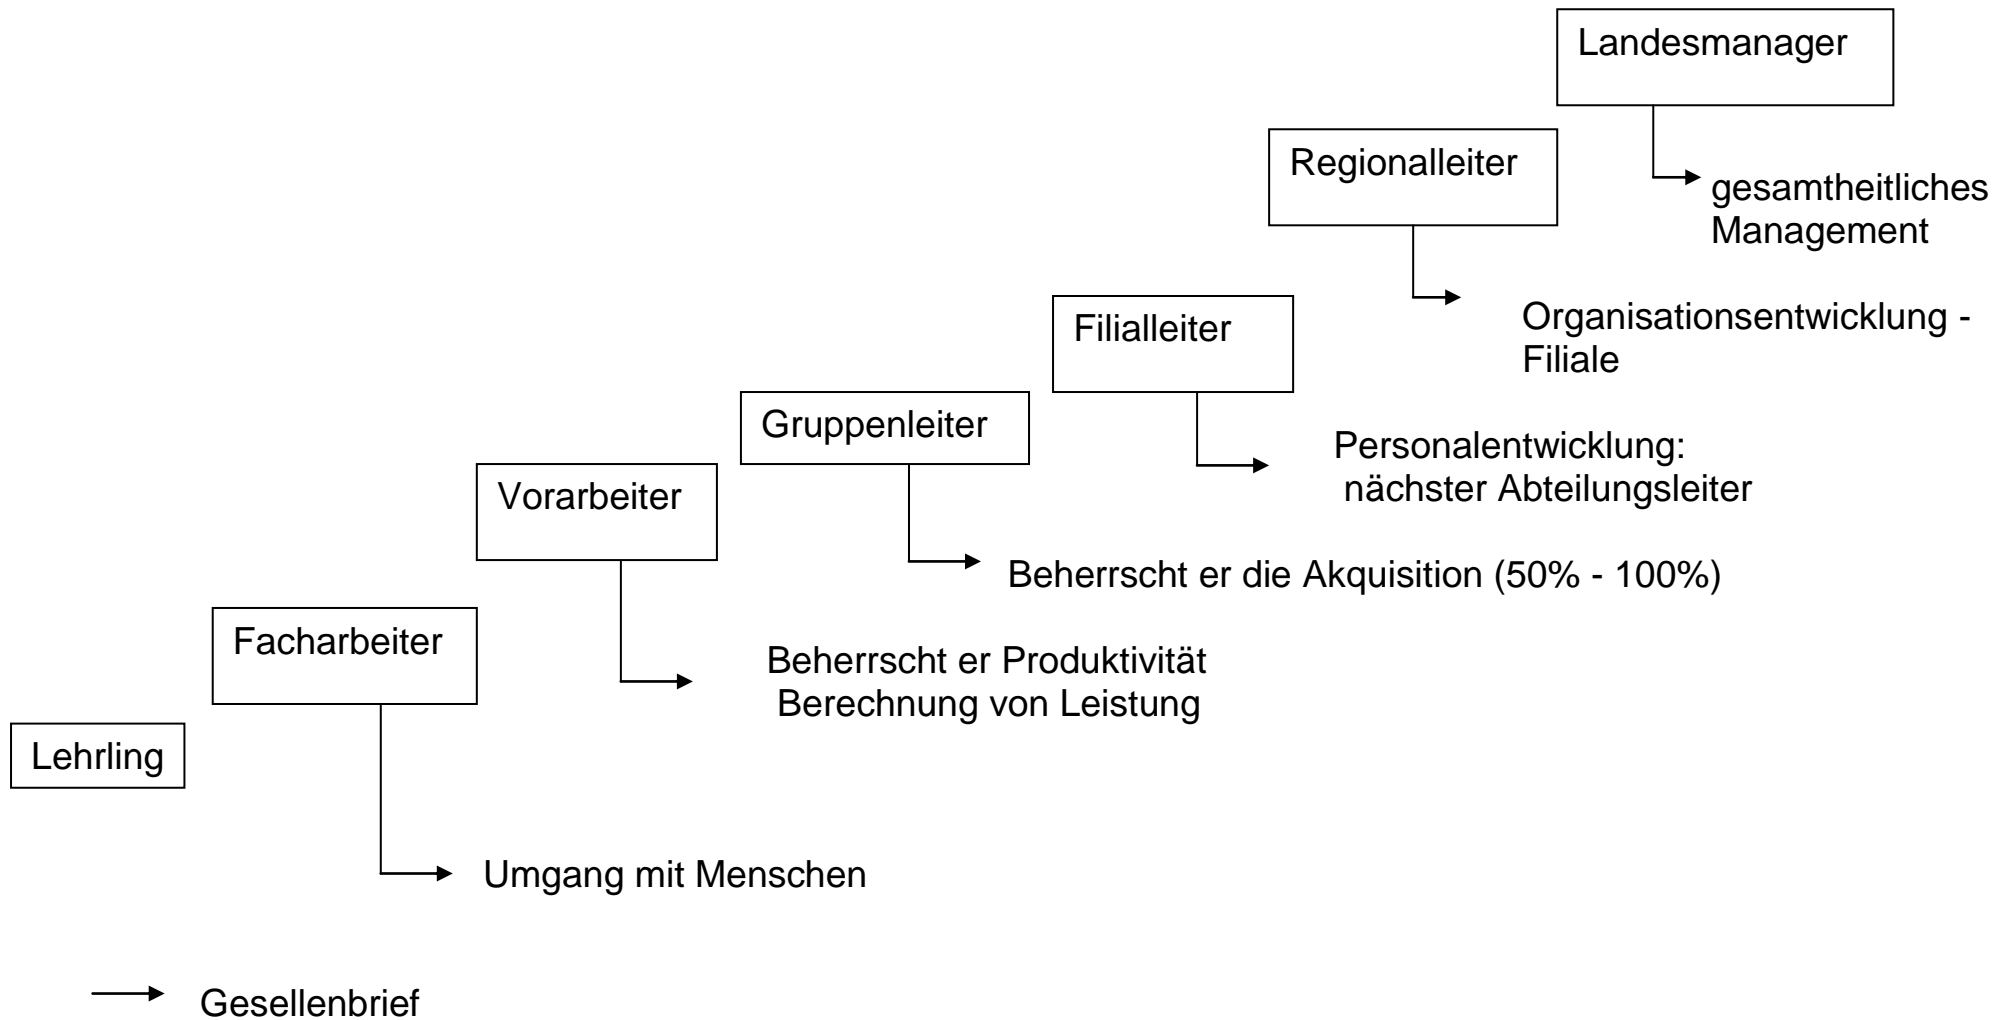 Landesmanager
Regionalleiter
gesamtheitliches
Management
Filialleiter
Organisationsentwicklung -
Filiale
Gruppenleiter
Personalentwicklung:
nächster Abteilungsleiter
Vorarbeiter
Beherrscht er die Akquisition (50% - 100%)
Facharbeiter
Beherrscht er Produktivität
Berechnung von Leistung
Lehrling
Umgang mit Menschen
Gesellenbrief